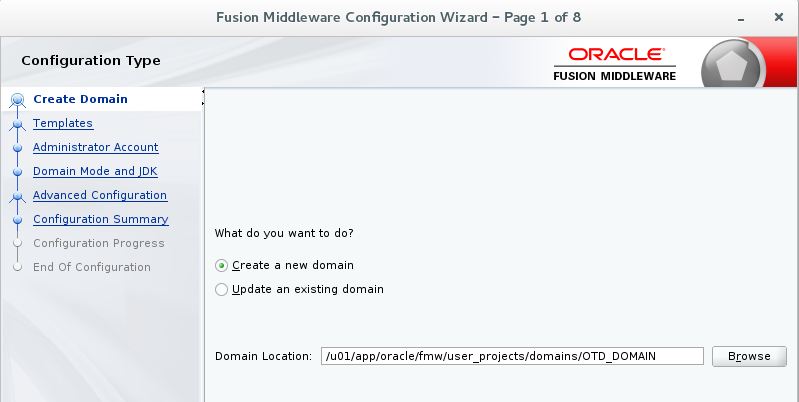 Fusion Middleware Configuration Wizard – Page 1 of 8
Configuration Type
ORACLE
FUSION MIDDLEWARE
Create Domain
Templates
Administrator Account
Domain Mode and JDK
Advanced Configuration
Configuration Summary
Configuration Progress
End Of Configuration
What do you want to do?
Create a new domain
Update an existing domain
Domain Location: /u01/app/oracle/fmw/user_projects/domains/OTD_DOMAIN Browse